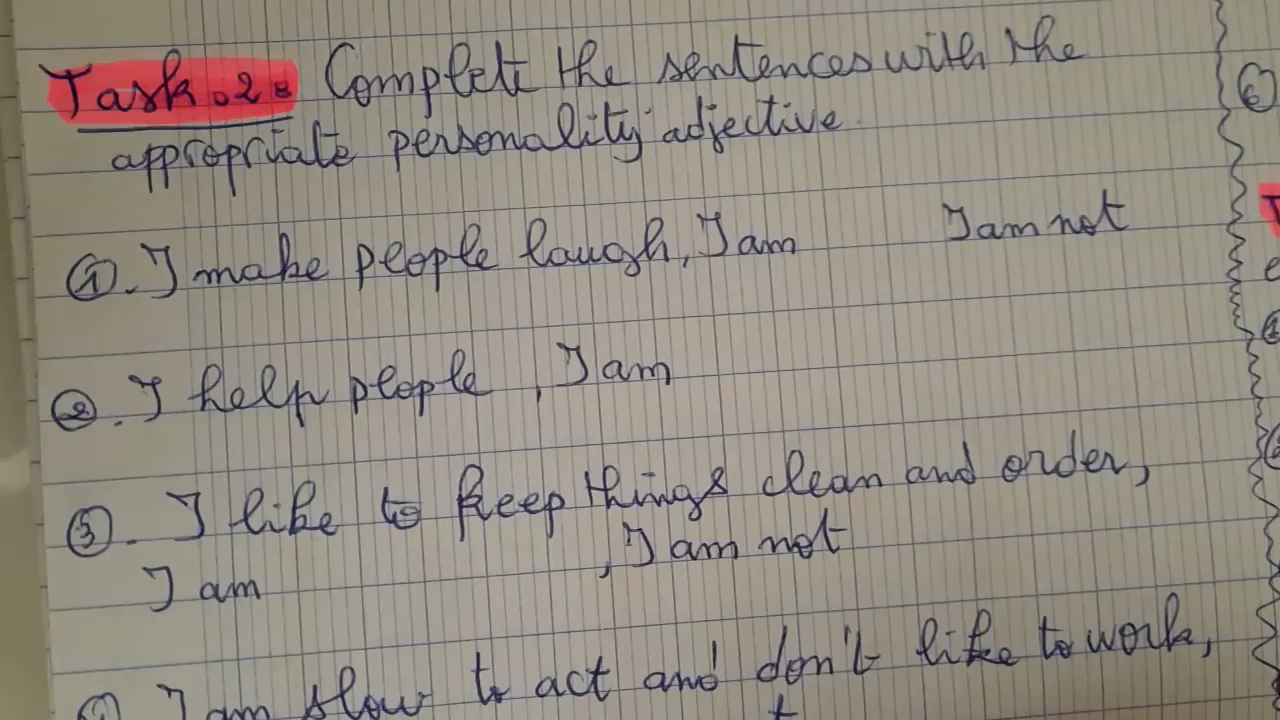 Task.2: Complete the sentences with the
appropriate personality adjective.
①. I make people laugh, I am I am not
②. I help people, I am
③. I like to keep things clean and order,
I am , I am not
I am slow to act and don't like to work,